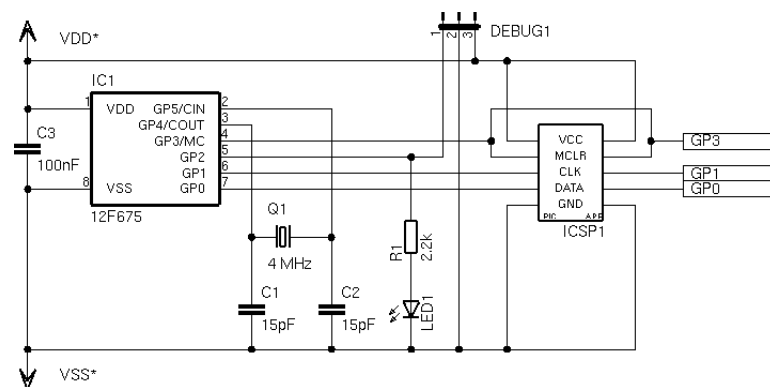 VDD*
DEBUG1
1
2
3
IC1
1
VDD
GP5/CIN
2
GP4/COUT
3
GP3/MC
4
GP2
5
GP1
6
8
VSS
GP0
7
12F675
C3
100nF
Q1
4 MHz
C1
15pF
C2
15pF
R1
2.2k
LED1
VCC
MCLR
CLK
DATA
GND
PIC
APP
ICSP1
GP3
GP1
GP0
VSS*